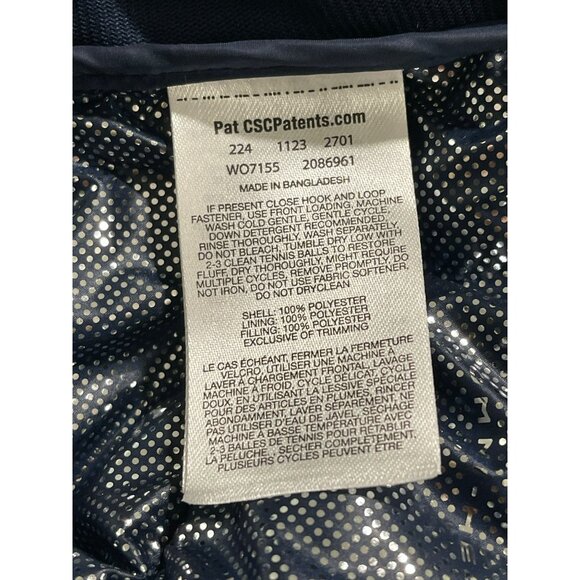 Pat CSCPatents.com
224 1123 2701
WO7155 2086961
MADE IN BANGLADESH
IF PRESENT CLOSE HOOK AND LOOP
FASTENER, USE FRONT LOADING. MACHINE
WASH COLD GENTLE, GENTLE CYCLE,
DOWN DETERGENT RECOMMENDED.
RINSE THOROUGHLY. WASH SEPARATELY,
DO NOT BLEACH, TUMBLE DRY LOW WITH
2-3 CLEAN TENNIS BALLS TO RESTORE
FLUFF, DRY THOROUGHLY, MIGHT REQUIRE
MULTIPLE CYCLES, REMOVE PROMPTLY, DO
NOT IRON, DO NOT USE FABRIC SOFTENER,
DO NOT DRYCLEAN
SHELL: 100% POLYESTER
LINING: 100% POLYESTER
FILLING: 100% POLYESTER
EXCLUSIVE OF TRIMMING
LE CAS ÉCHÉANT, FERMER LA FERMETURE
VELCRO, UTILISER UNE MACHINE À
LAVER À CHARGEMENT FRONTAL, LAVAGE
MACHINE À FROID, CYCLE DÉLICAT, CYCLE
DOUX, UTILISER DE LA LESSIVE SPÉCIALE
POUR DES ARTICLES EN PLUMES, RINCER
ABONDAMMENT, LAVER SÉPAREMENT, NE
PAS UTILISER D'EAU DE JAVEL, SÉCHAGE
MACHINE À BASSE TEMPÉRATURE AVEC
2-3 BALLES DE TENNIS POUR RÉTABLIR
LA PELUCHE, SÉCHER COMPLÈTEMENT,
PLUSIEURS CYCLES PEUVENT ÊTRE